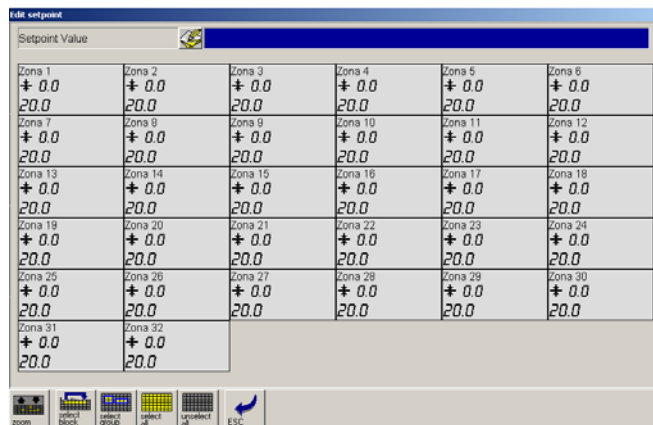 Edit setpoint
Setpoint Value
Zona 1 Zona 2 Zona 3 Zona 4 Zona 5 Zona 6
+ 0.0 + 0.0 + 0.0 + 0.0 + 0.0 + 0.0
20.0 20.0 20.0 20.0 20.0 20.0
Zona 7 Zona 8 Zona 9 Zona 10 Zona 11 Zona 12
+ 0.0 + 0.0 + 0.0 + 0.0 + 0.0 + 0.0
20.0 20.0 20.0 20.0 20.0 20.0
Zona 13 Zona 14 Zona 15 Zona 16 Zona 17 Zona 18
+ 0.0 + 0.0 + 0.0 + 0.0 + 0.0 + 0.0
20.0 20.0 20.0 20.0 20.0 20.0
Zona 19 Zona 20 Zona 21 Zona 22 Zona 23 Zona 24
+ 0.0 + 0.0 + 0.0 + 0.0 + 0.0 + 0.0
20.0 20.0 20.0 20.0 20.0 20.0
Zona 25 Zona 26 Zona 27 Zona 28 Zona 29 Zona 30
+ 0.0 + 0.0 + 0.0 + 0.0 + 0.0 + 0.0
20.0 20.0 20.0 20.0 20.0 20.0
Zona 31 Zona 32
+ 0.0 + 0.0
20.0 20.0
zoom select block select group select all unselect all ESC